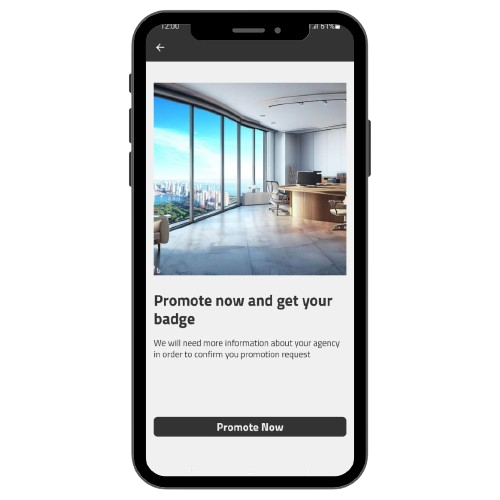 12:00
61%
Promote now and get your
badge
We will need more information about your agency
in order to confirm you promotion request
Promote Now